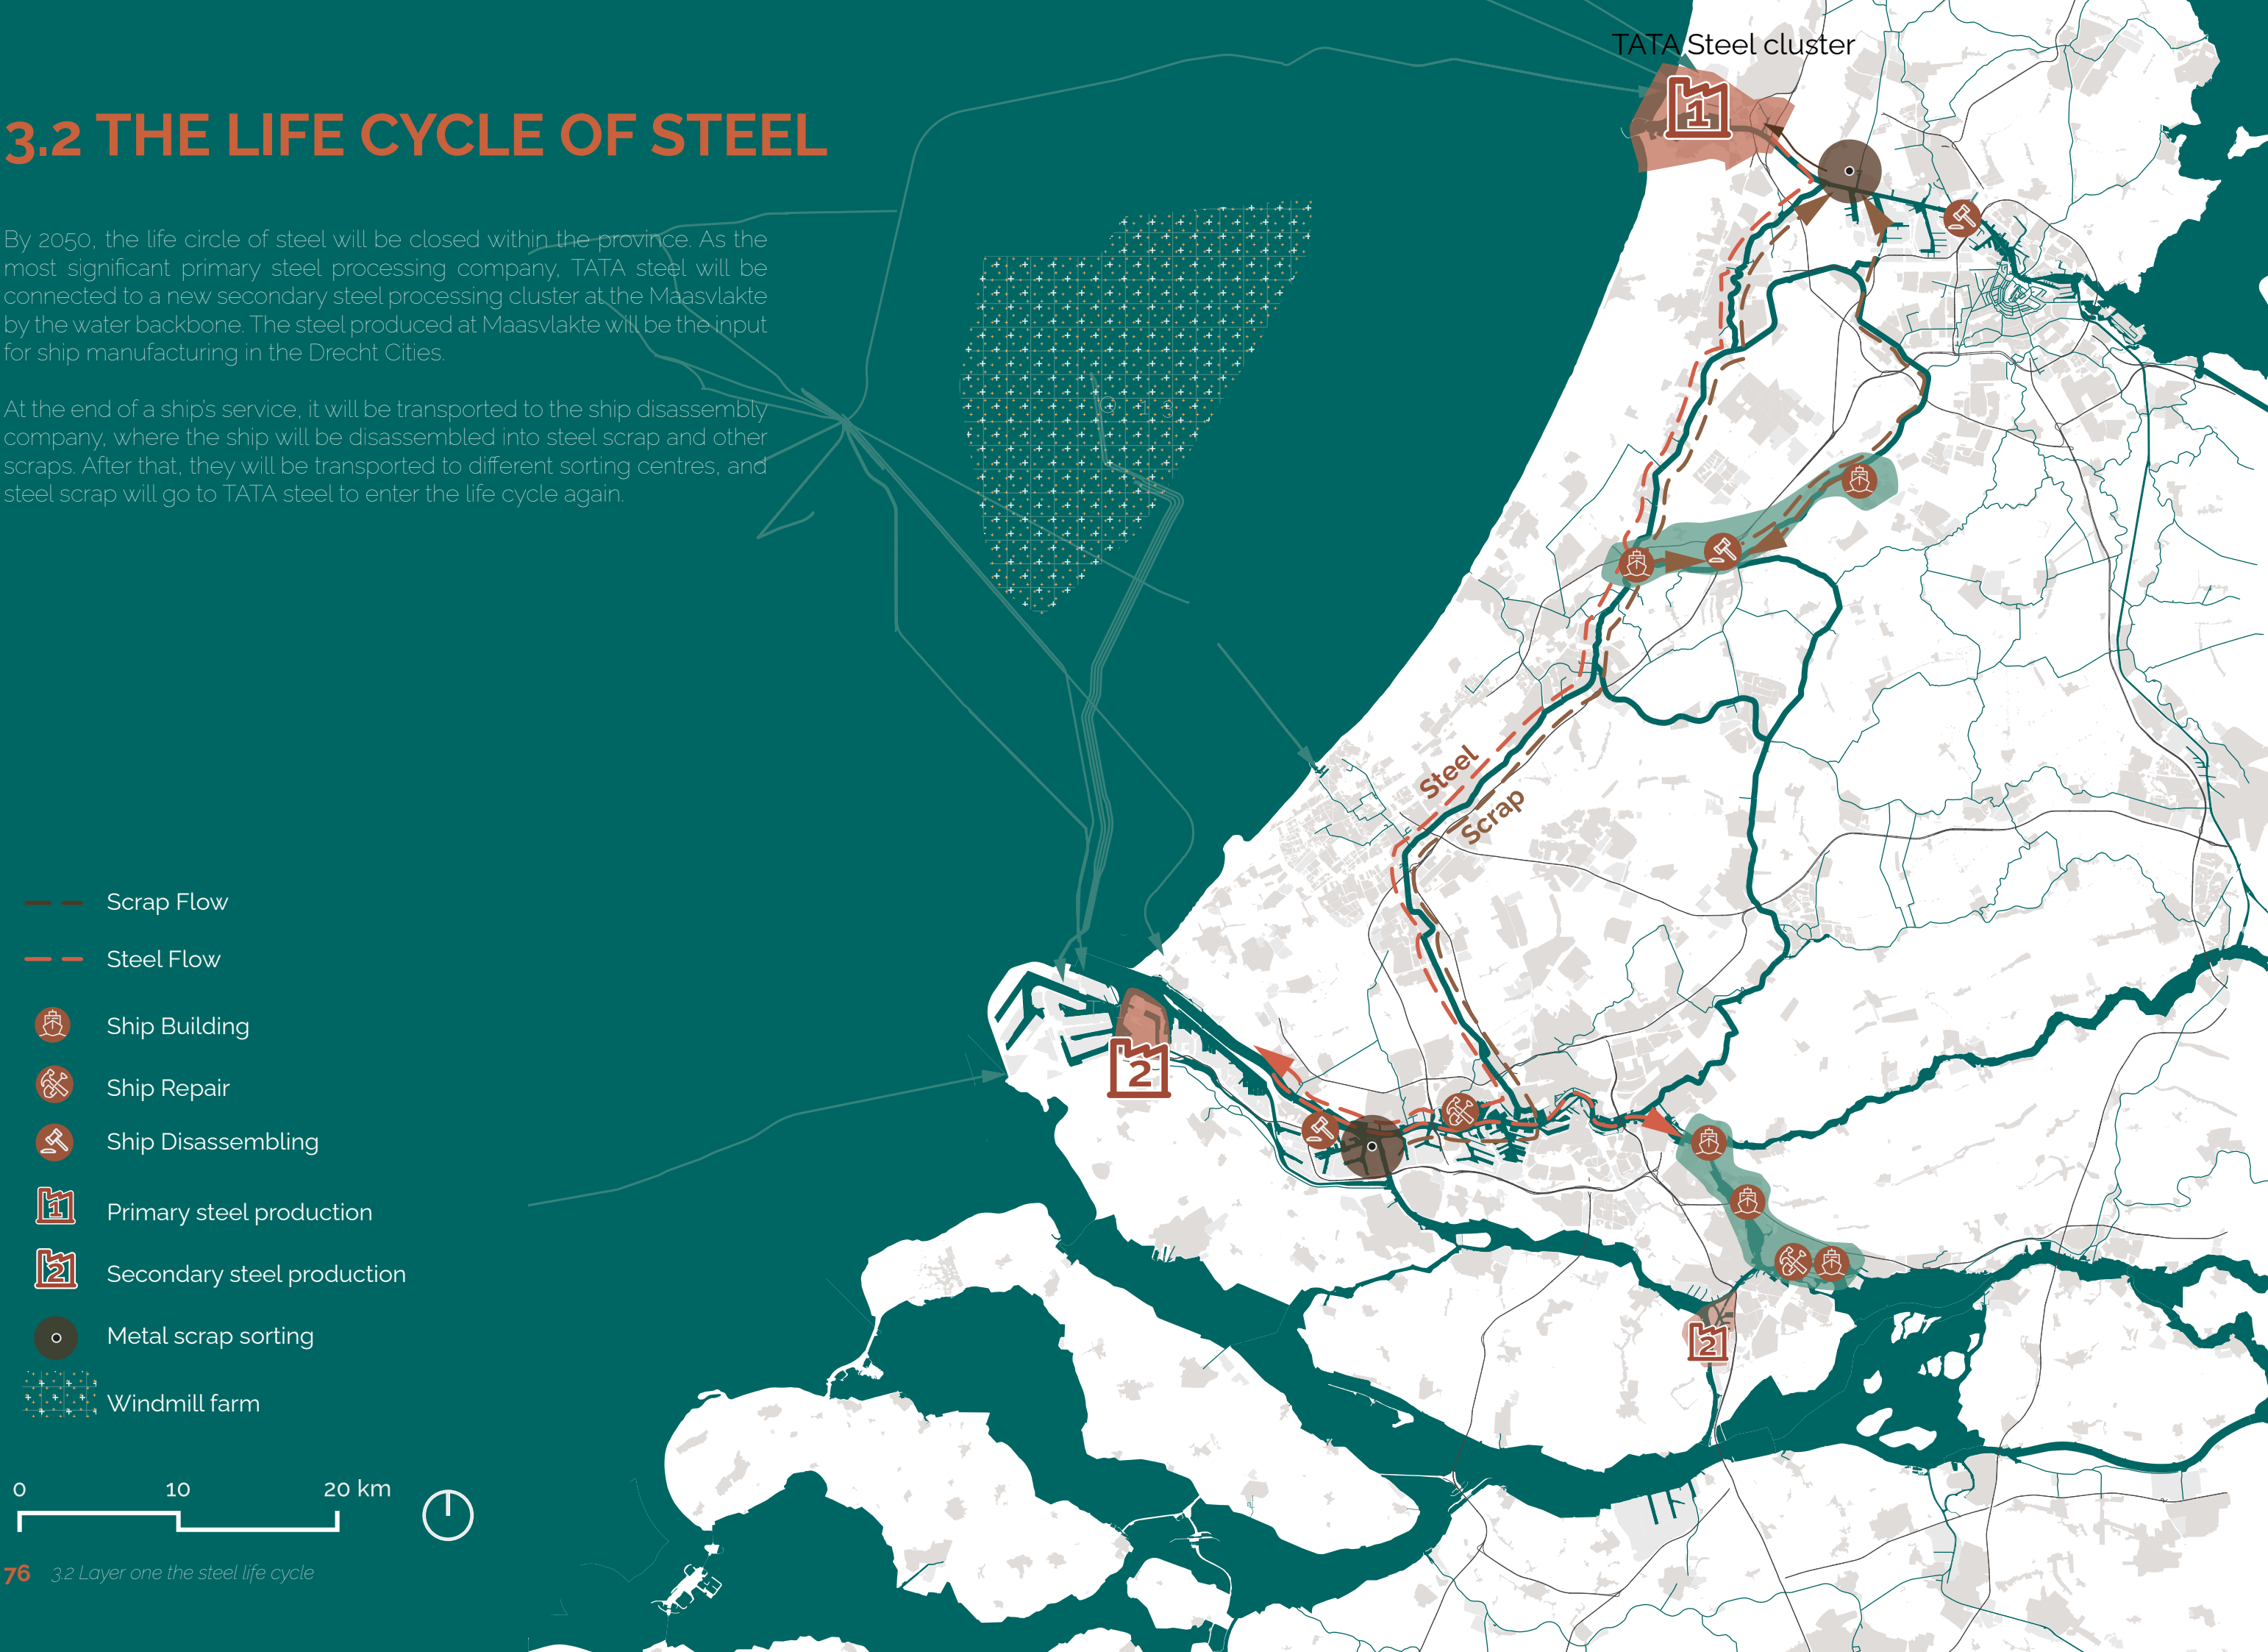 TATA Steel cluster
1
3.2 THE LIFE CYCLE OF STEEL
By 2050, the life circle of steel will be closed within the province. As the
most significant primary steel processing company, TATA steel will be
connected to a new secondary steel processing cluster at the Maasvlakte
by the water backbone. The steel produced at Maasvlakte will be the input
for ship manufacturing in the Drecht Cities.
At the end of a ship's service, it will be transported to the ship disassembly
company, where the ship will be disassembled into steel scrap and other
scraps. After that, they will be transported to different sorting centres, and
steel scrap will go to TATA steel to enter the life cycle again.
Steel
Scrap
2
2
Scrap Flow
Steel Flow
Ship Building
Ship Repair
Ship Disassembling
1 Primary steel production
2 Secondary steel production
Metal scrap sorting
Windmill farm
0 10 20 km
76 3.2 Layer one the steel life cycle